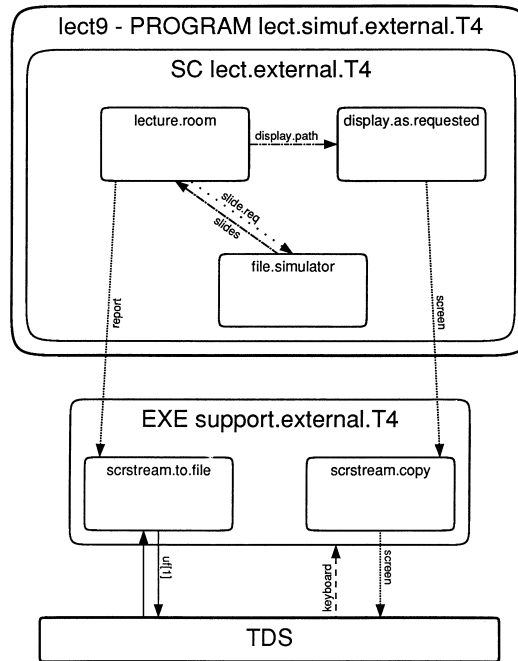 lect9 - PROGRAM lect.simuf.external.T4
SC lect.external.T4
lecture.room
display.path
display.as.requested
slide.req
slides
file.simulator
report
screen
EXE support.external.T4
scrstream.to.file
scrstream.copy
uf[1]
keyboard
screen
TDS